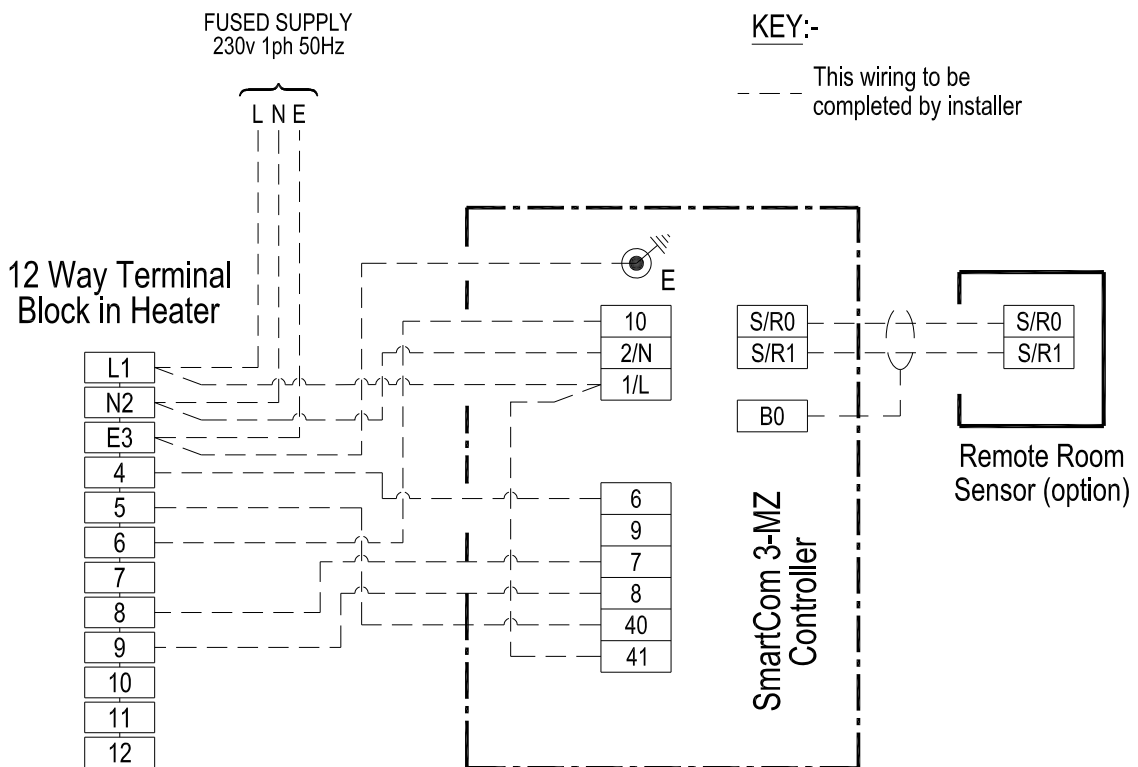 FUSED SUPPLY
230v 1ph 50Hz
L N E
KEY:-
This wiring to be
completed by installer
12 Way Terminal
Block in Heater
L1
N2
E3
4
5
6
7
8
9
10
11
12
E
10
2/N
1/L
6
9
7
8
40
41
S/R0
S/R1
B0
SmartCom 3-MZ
Controller
S/R0
S/R1
Remote Room
Sensor (option)